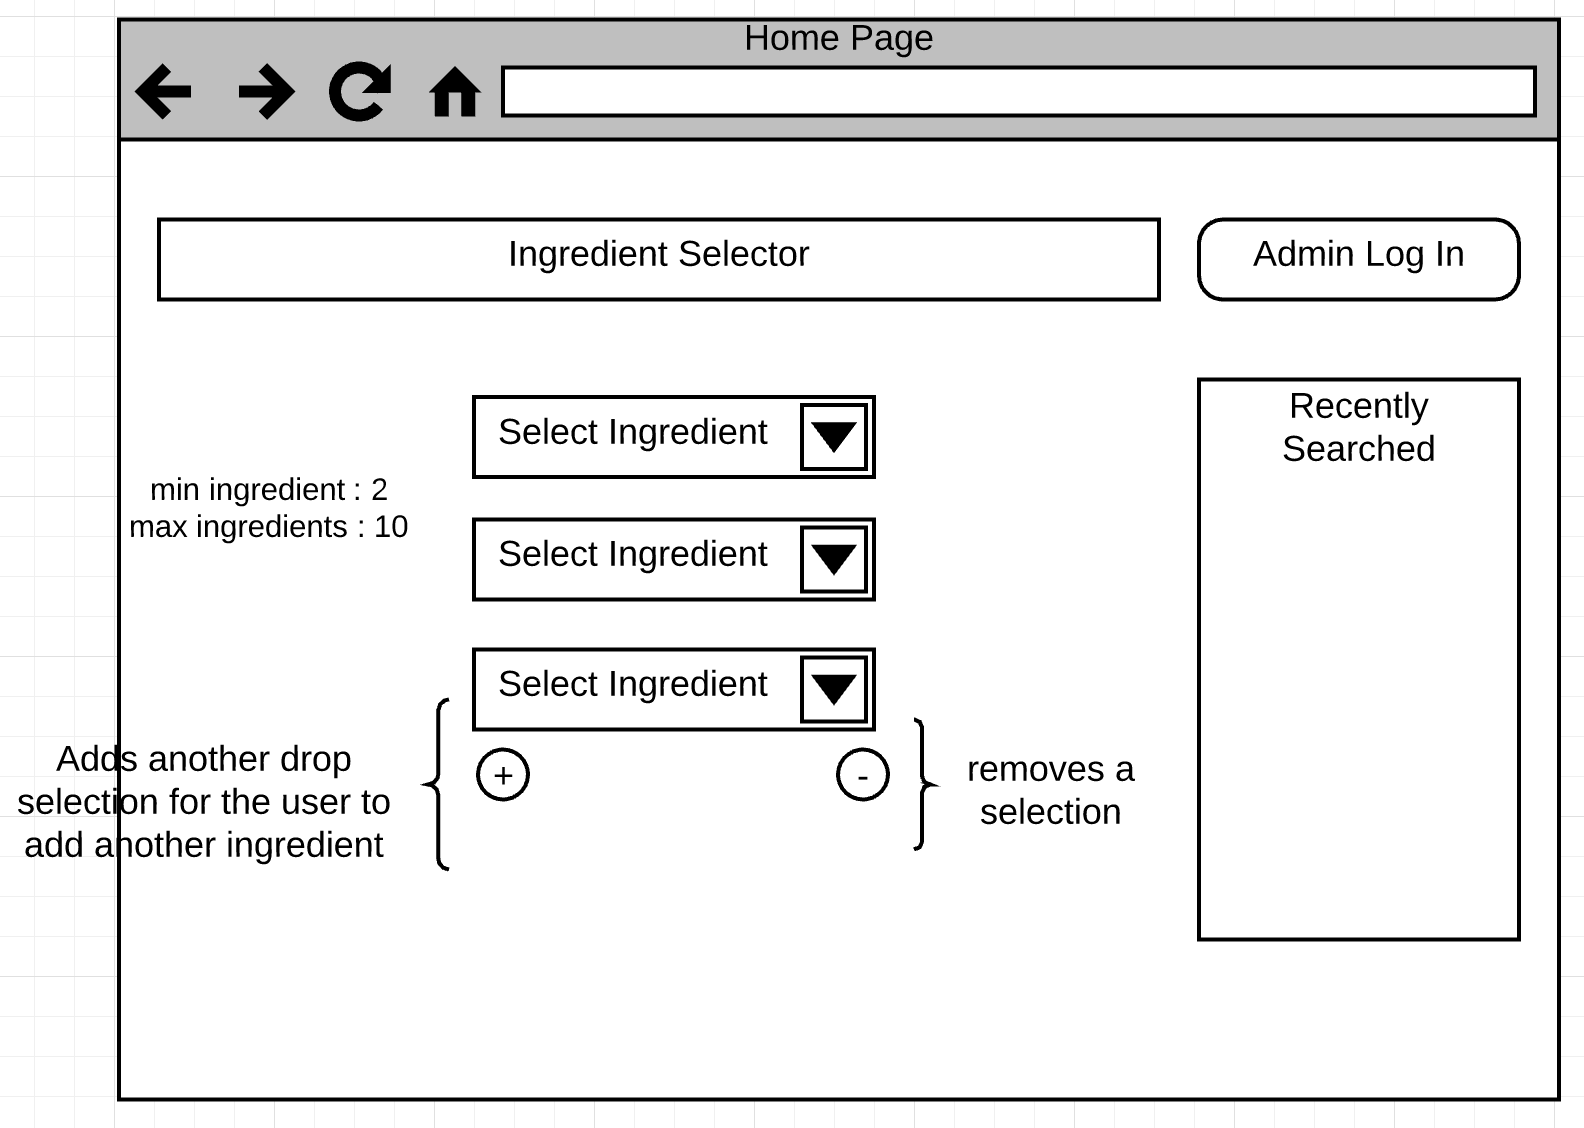 Home Page
Ingredient Selector
Admin Log In
Select Ingredient
Recently
Searched
min ingredient : 2
max ingredients : 10
Select Ingredient
Select Ingredient
Adds another drop
selection for the user to
add another ingredient
+
-
removes a
selection